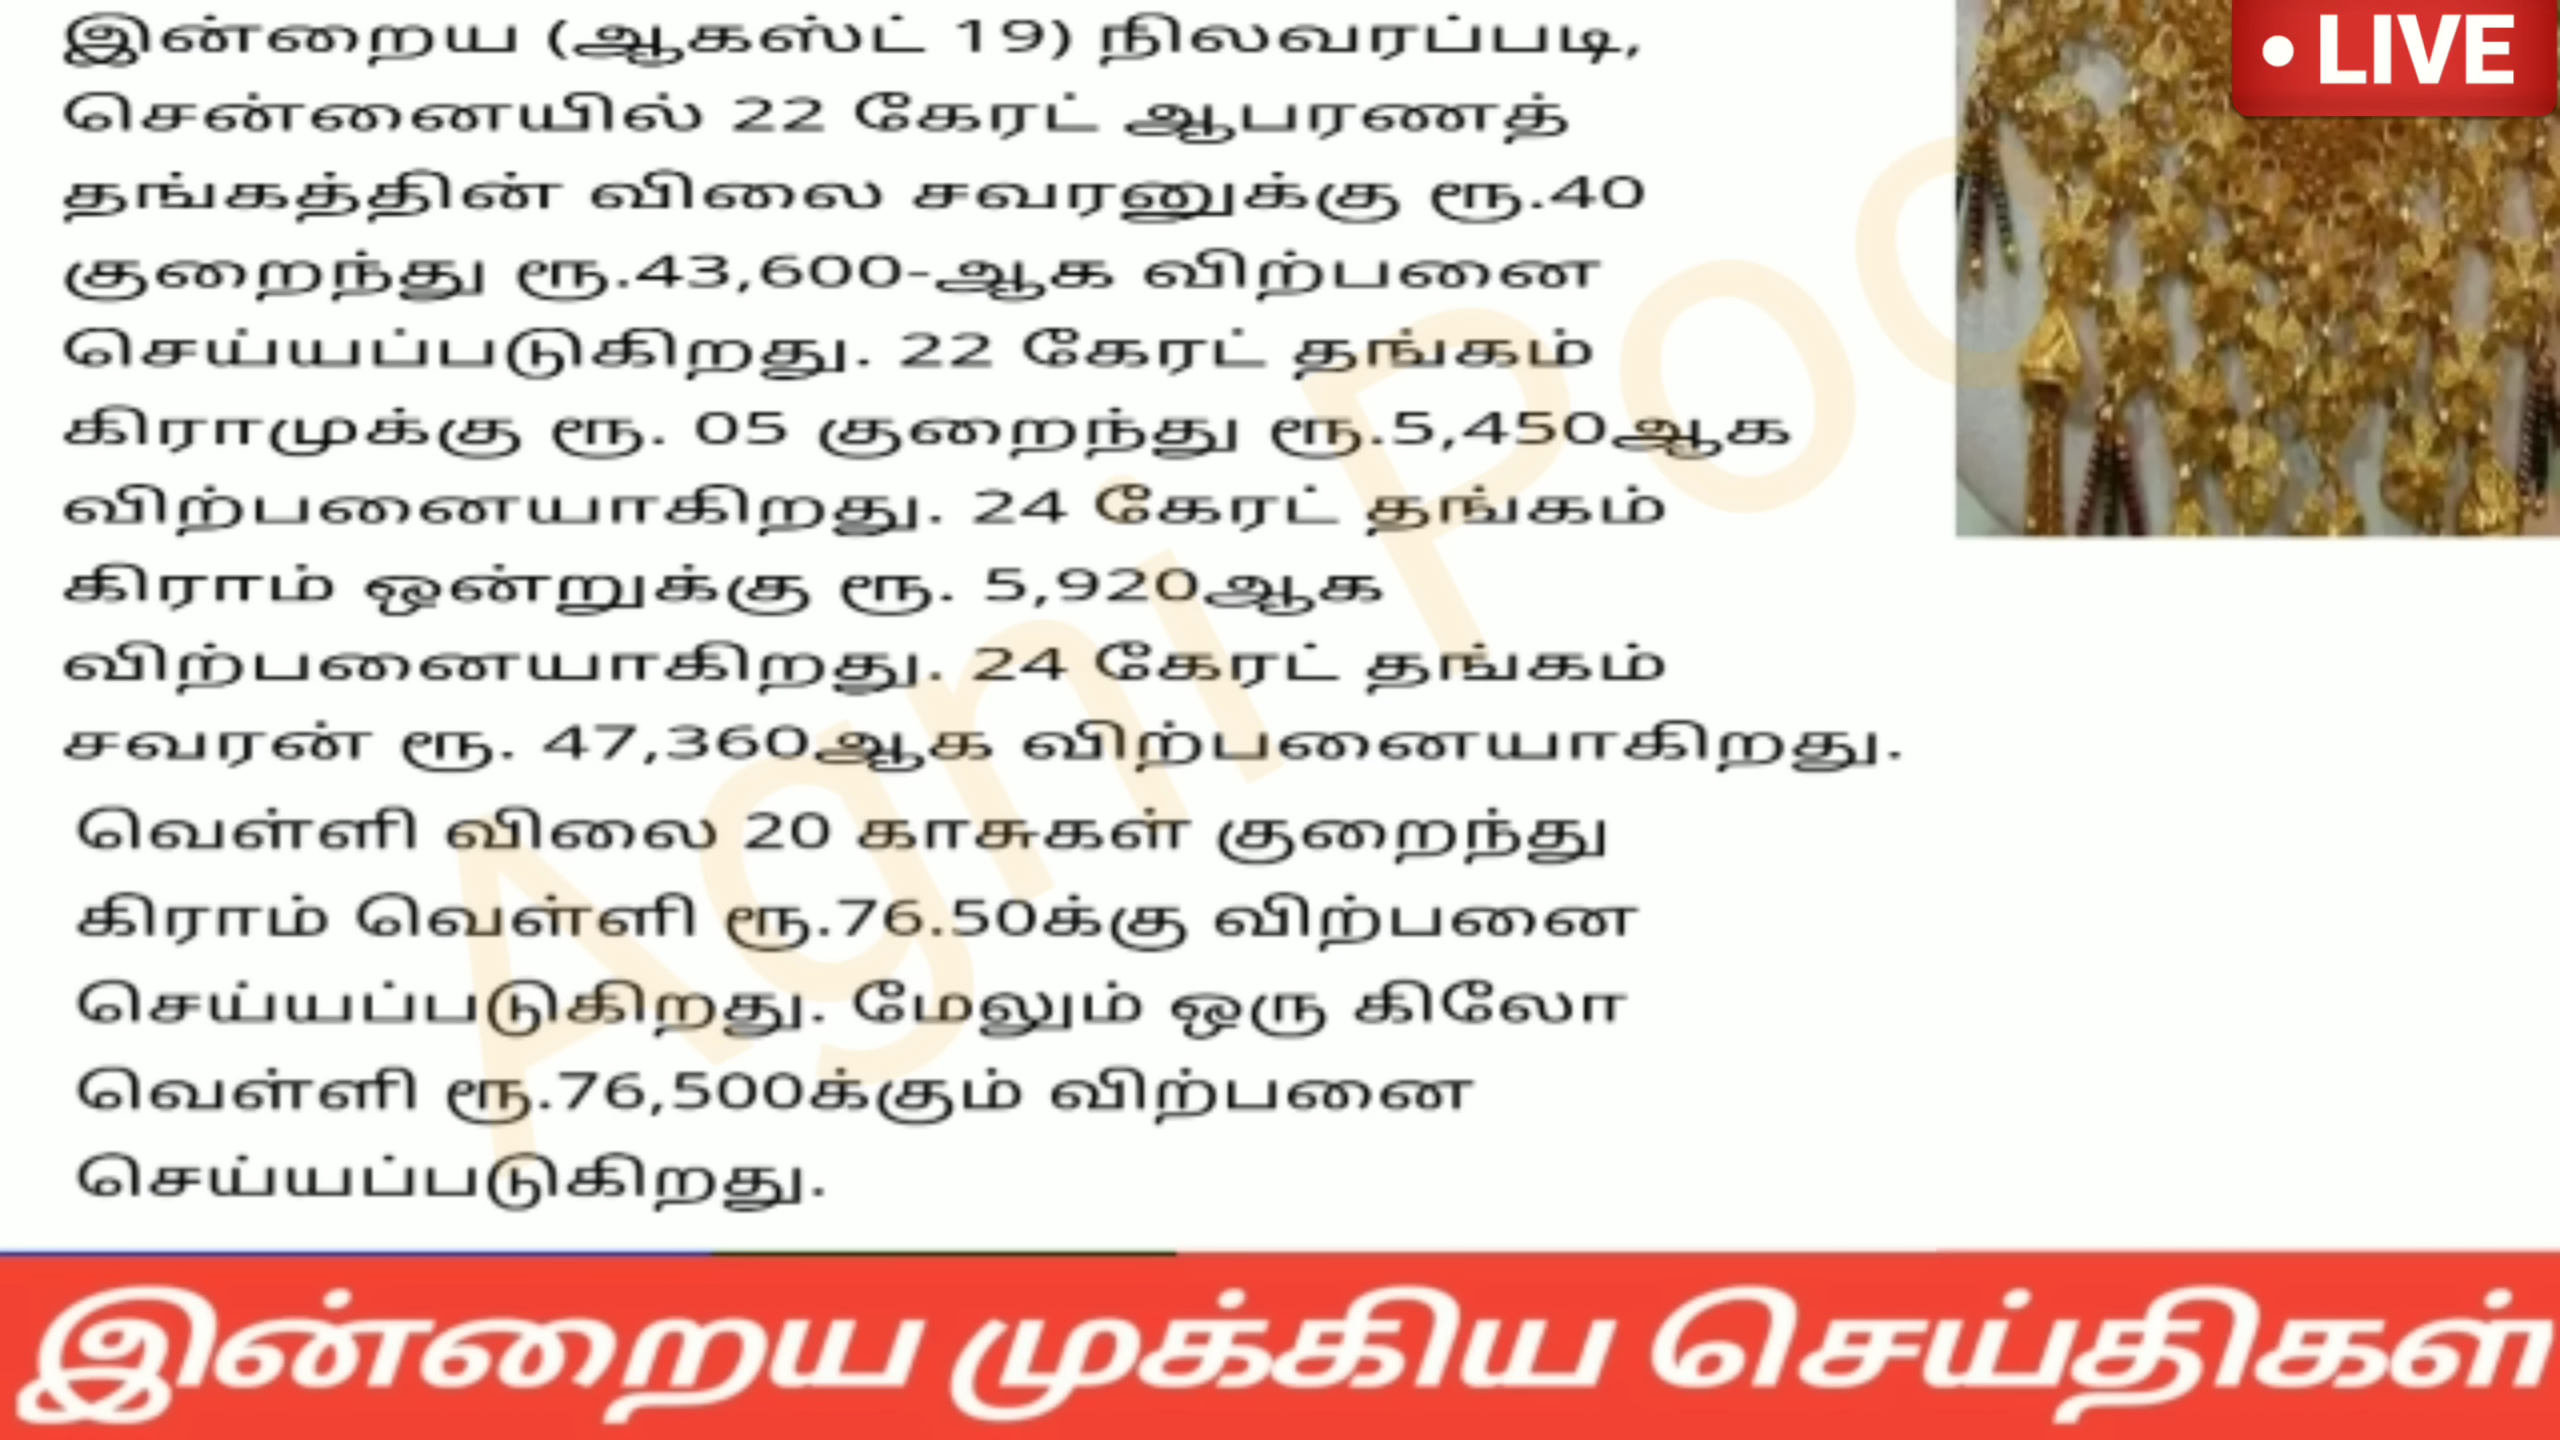 இன்றைய (ஆகஸ்ட் 19) நிலவரப்படி,
சென்னையில் 22 கேரட் ஆபரணத்
தங்கத்தின் விலை சவரனுக்கு ரூ.40
குறைந்து ரூ.43,600-ஆக விற்பனை
செய்யப்படுகிறது. 22 கேரட் தங்கம்
கிராமுக்கு ரூ. 05 குறைந்து ரூ.5,450ஆக
விற்பனையாகிறது. 24 கேரட் தங்கம்
கிராம் ஒன்றுக்கு ரூ. 5,920ஆக
விற்பனையாகிறது. 24 கேரட் தங்கம்
சவரன் ரூ. 47,360ஆக விற்பனையாகிறது.
வெள்ளி விலை 20 காசுகள் குறைந்து
கிராம் வெள்ளி ரூ.76.50க்கு விற்பனை
செய்யப்படுகிறது. மேலும் ஒரு கிலோ
வெள்ளி ரூ.76,500க்கும் விற்பனை
செய்யப்படுகிறது.
• LIVE
Agni Poo
இன்றைய முக்கிய செய்திகள்